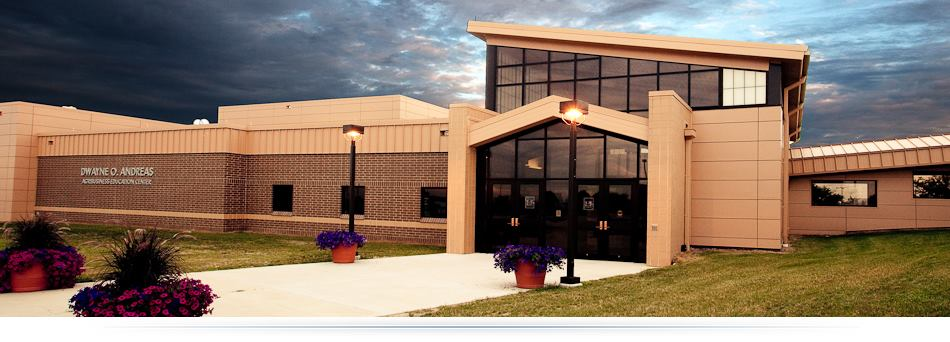 DWAYNE O. ANDREAS
AGRIBUSINESS EDUCATION CENTER